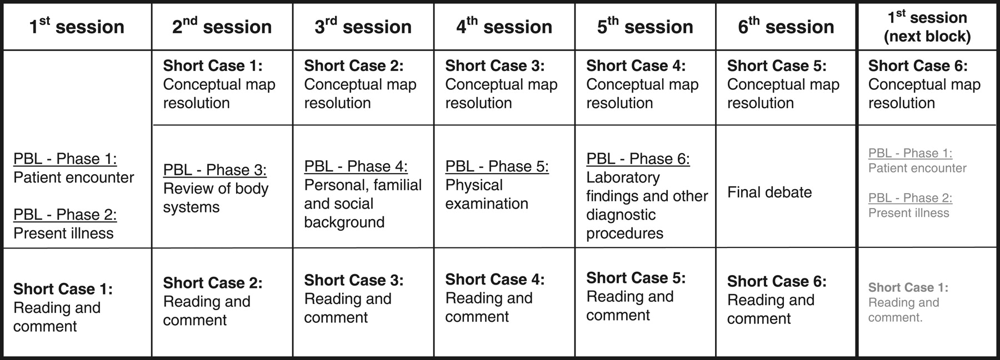 1st session
2nd session
3rd session
4th session
5th session
6th session
1st session
(next block)
PBL - Phase 1:
Patient encounter
PBL - Phase 2:
Present illness
Short Case 1:
Conceptual map
resolution
Short Case 2:
Conceptual map
resolution
Short Case 3:
Conceptual map
resolution
Short Case 4:
Conceptual map
resolution
Short Case 5:
Conceptual map
resolution
Short Case 6:
Conceptual map
resolution
PBL - Phase 3:
Review of body
systems
PBL - Phase 4:
Personal, familial
and social
background
PBL - Phase 5:
Physical
examination
PBL - Phase 6:
Laboratory
findings and other
diagnostic
procedures
Final debate
PBL - Phase 1:
Patient encounter
PBL - Phase 2:
Present illness
Short Case 1:
Reading and
comment
Short Case 2:
Reading and
comment
Short Case 3:
Reading and
comment
Short Case 4:
Reading and
comment
Short Case 5:
Reading and
comment
Short Case 6:
Reading and
comment
Short Case 1:
Reading and
comment.